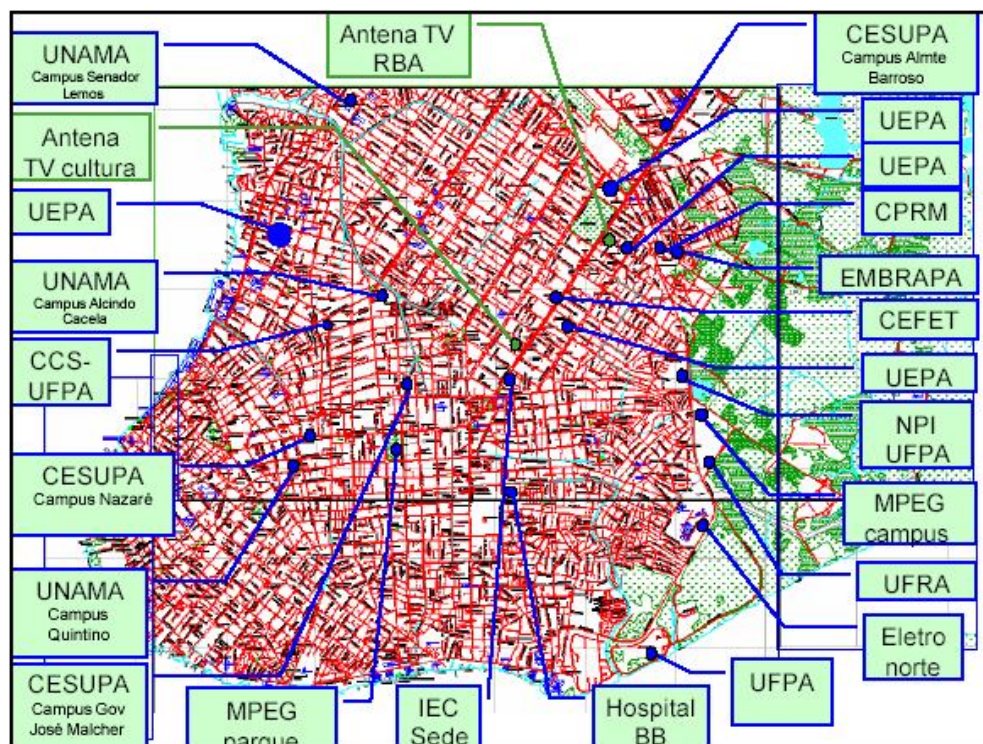 UNAMA
Campus Senador
Lemos
Antena TV
RBA
CESUPA
Campus Almte
Barroso
Antena
TV cultura
UEPA
UEPA
UEPA
CPRM
UNAMA
Campus Alcindo
Cacela
EMBRAPA
CEFET
CCS-
UFPA
UEPA
NPI
UFPA
CESUPA
Campus Nazaré
MPEG
campus
UNAMA
Campus
Quintino
UFRA
Eletro
norte
CESUPA
Campus Gov
José Malcher
MPEG
parque
IEC
Sede
Hospital
BB
UFPA